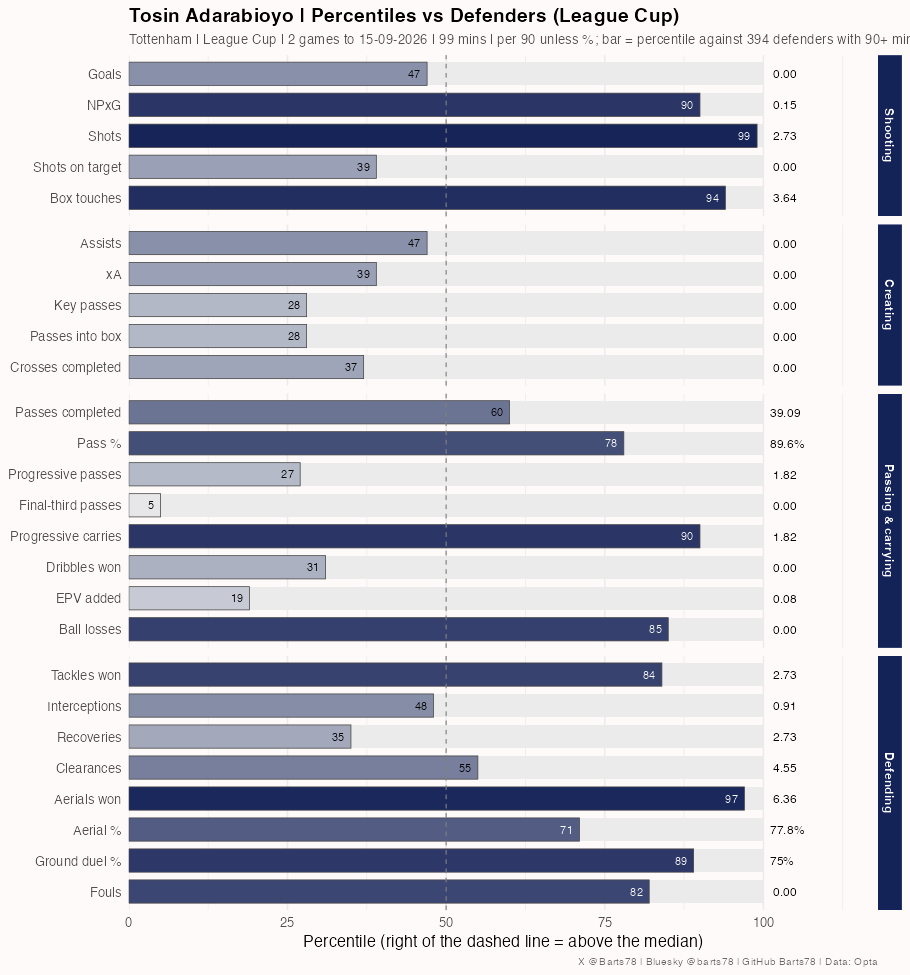 Tosin Adarabioyo | Percentiles vs Defenders (League Cup)
Tottenham | League Cup | 2 games to 15-09-2026 | 99 mins | per 90 unless %; bar = percentile against 394 defenders with 90+ min
Goals 47 0.00
NPxG 90 0.15
Shots 99 2.73
Shots on target 39 0.00
Box touches 94 3.64
Shooting
Assists 47 0.00
xA 39 0.00
Key passes 28 0.00
Passes into box 28 0.00
Crosses completed 37 0.00
Creating
Passes completed 60 39.09
Pass % 78 89.6%
Progressive passes 27 1.82
Final-third passes 5 0.00
Progressive carries 90 1.82
Dribbles won 31 0.00
EPV added 19 0.08
Ball losses 85 0.00
Passing & carrying
Tackles won 84 2.73
Interceptions 48 0.91
Recoveries 35 2.73
Clearances 55 4.55
Aerials won 97 6.36
Aerial % 71 77.8%
Ground duel % 89 75%
Fouls 82 0.00
Defending
0 25 50 75 100
Percentile (right of the dashed line = above the median)
X @Barts78 | Bluesky @barts78 | GitHub Barts78 | Data: Opta